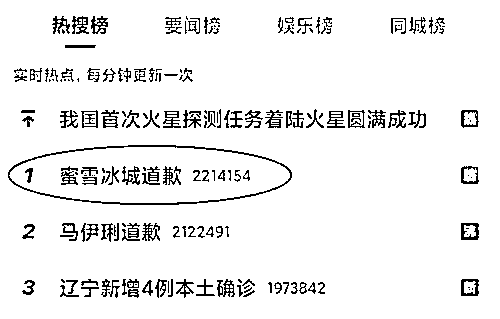 热搜榜 要闻榜 娱乐榜 同城榜
实时热点，每分钟更新一次
我国首次火星探测任务着陆火星圆满成功
1 蜜雪冰城道歉 2214154
2 马伊琍道歉 2122491
3 辽宁新增4例本土确诊 1973842